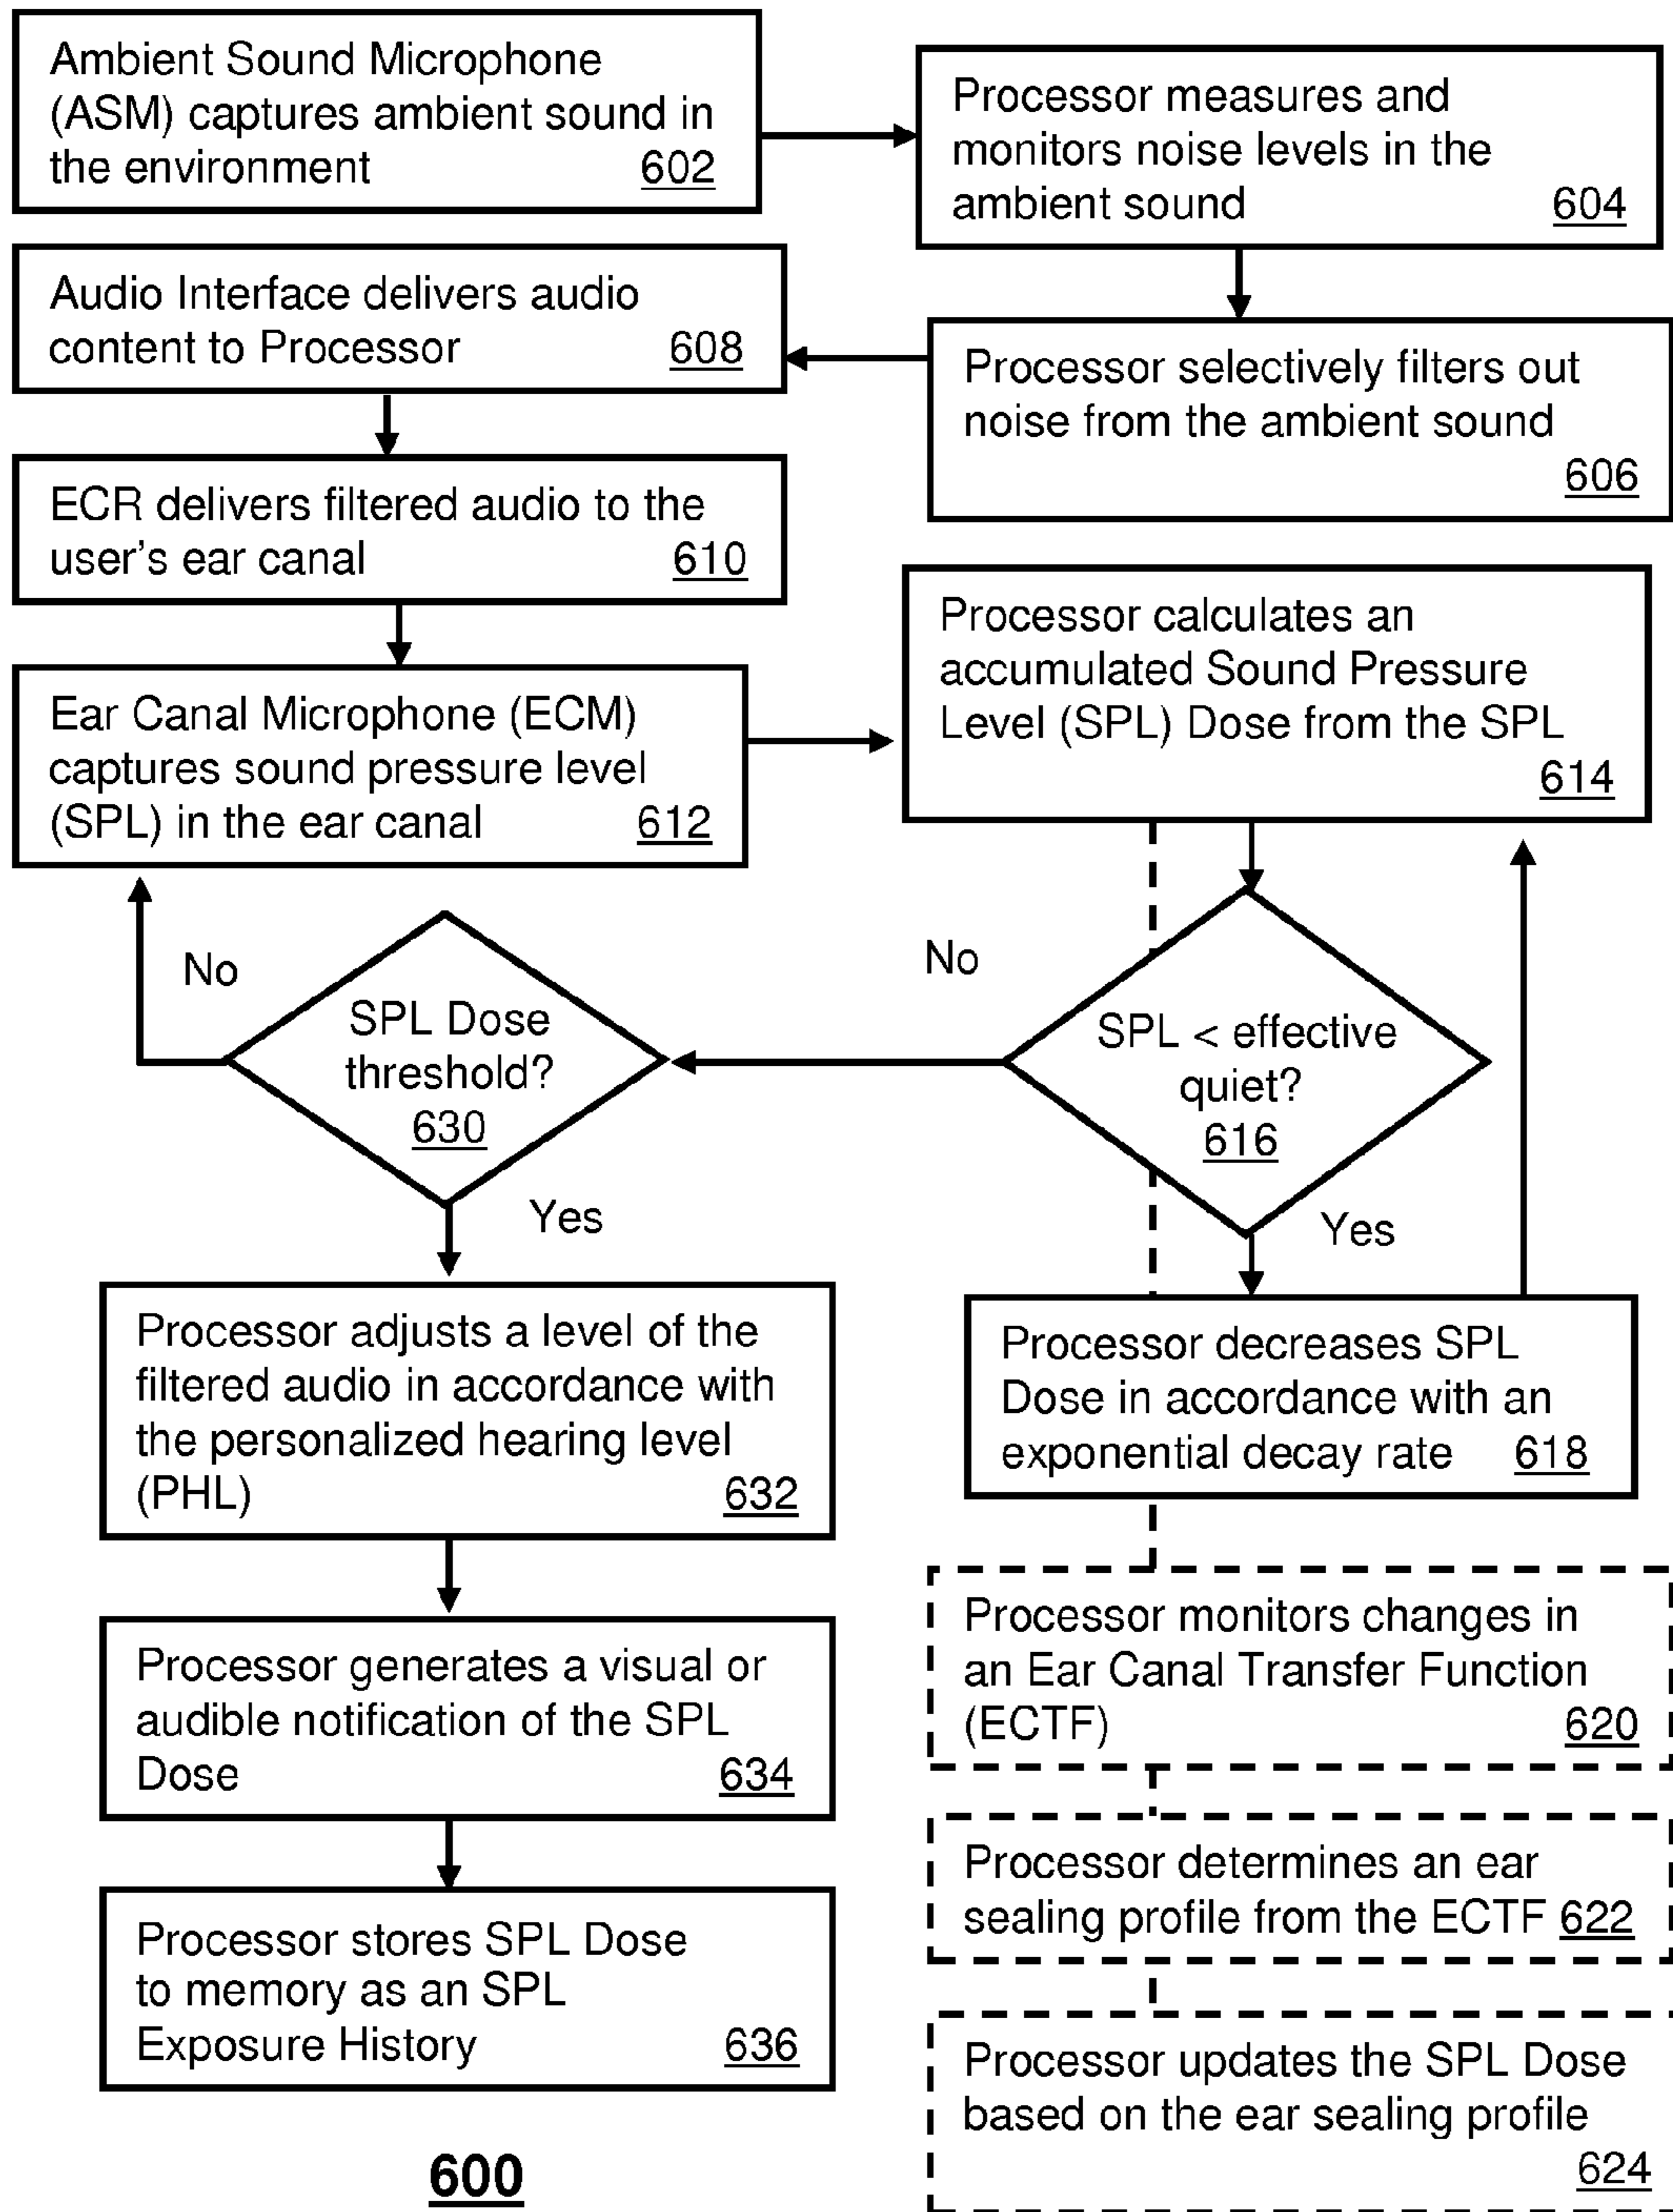 Ambient Sound Microphone
(ASM) captures ambient sound in
the environment 602
Processor measures and
monitors noise levels in the
ambient sound 604
Processor selectively filters out
noise from the ambient sound
606
Audio Interface delivers audio
content to Processor 608
ECR delivers filtered audio to the
user's ear canal 610
Ear Canal Microphone (ECM)
captures sound pressure level
(SPL) in the ear canal 612
Processor calculates an
accumulated Sound Pressure
Level (SPL) Dose from the SPL
614
SPL < effective
quiet?
616
No
Yes
Processor decreases SPL
Dose in accordance with an
exponential decay rate 618
Processor monitors changes in
an Ear Canal Transfer Function
(ECTF) 620
Processor determines an ear
sealing profile from the ECTF 622
Processor updates the SPL Dose
based on the ear sealing profile
624
SPL Dose
threshold?
630
No
Yes
Processor adjusts a level of the
filtered audio in accordance with
the personalized hearing level
(PHL) 632
Processor generates a visual or
audible notification of the SPL
Dose 634
Processor stores SPL Dose
to memory as an SPL
Exposure History 636
600